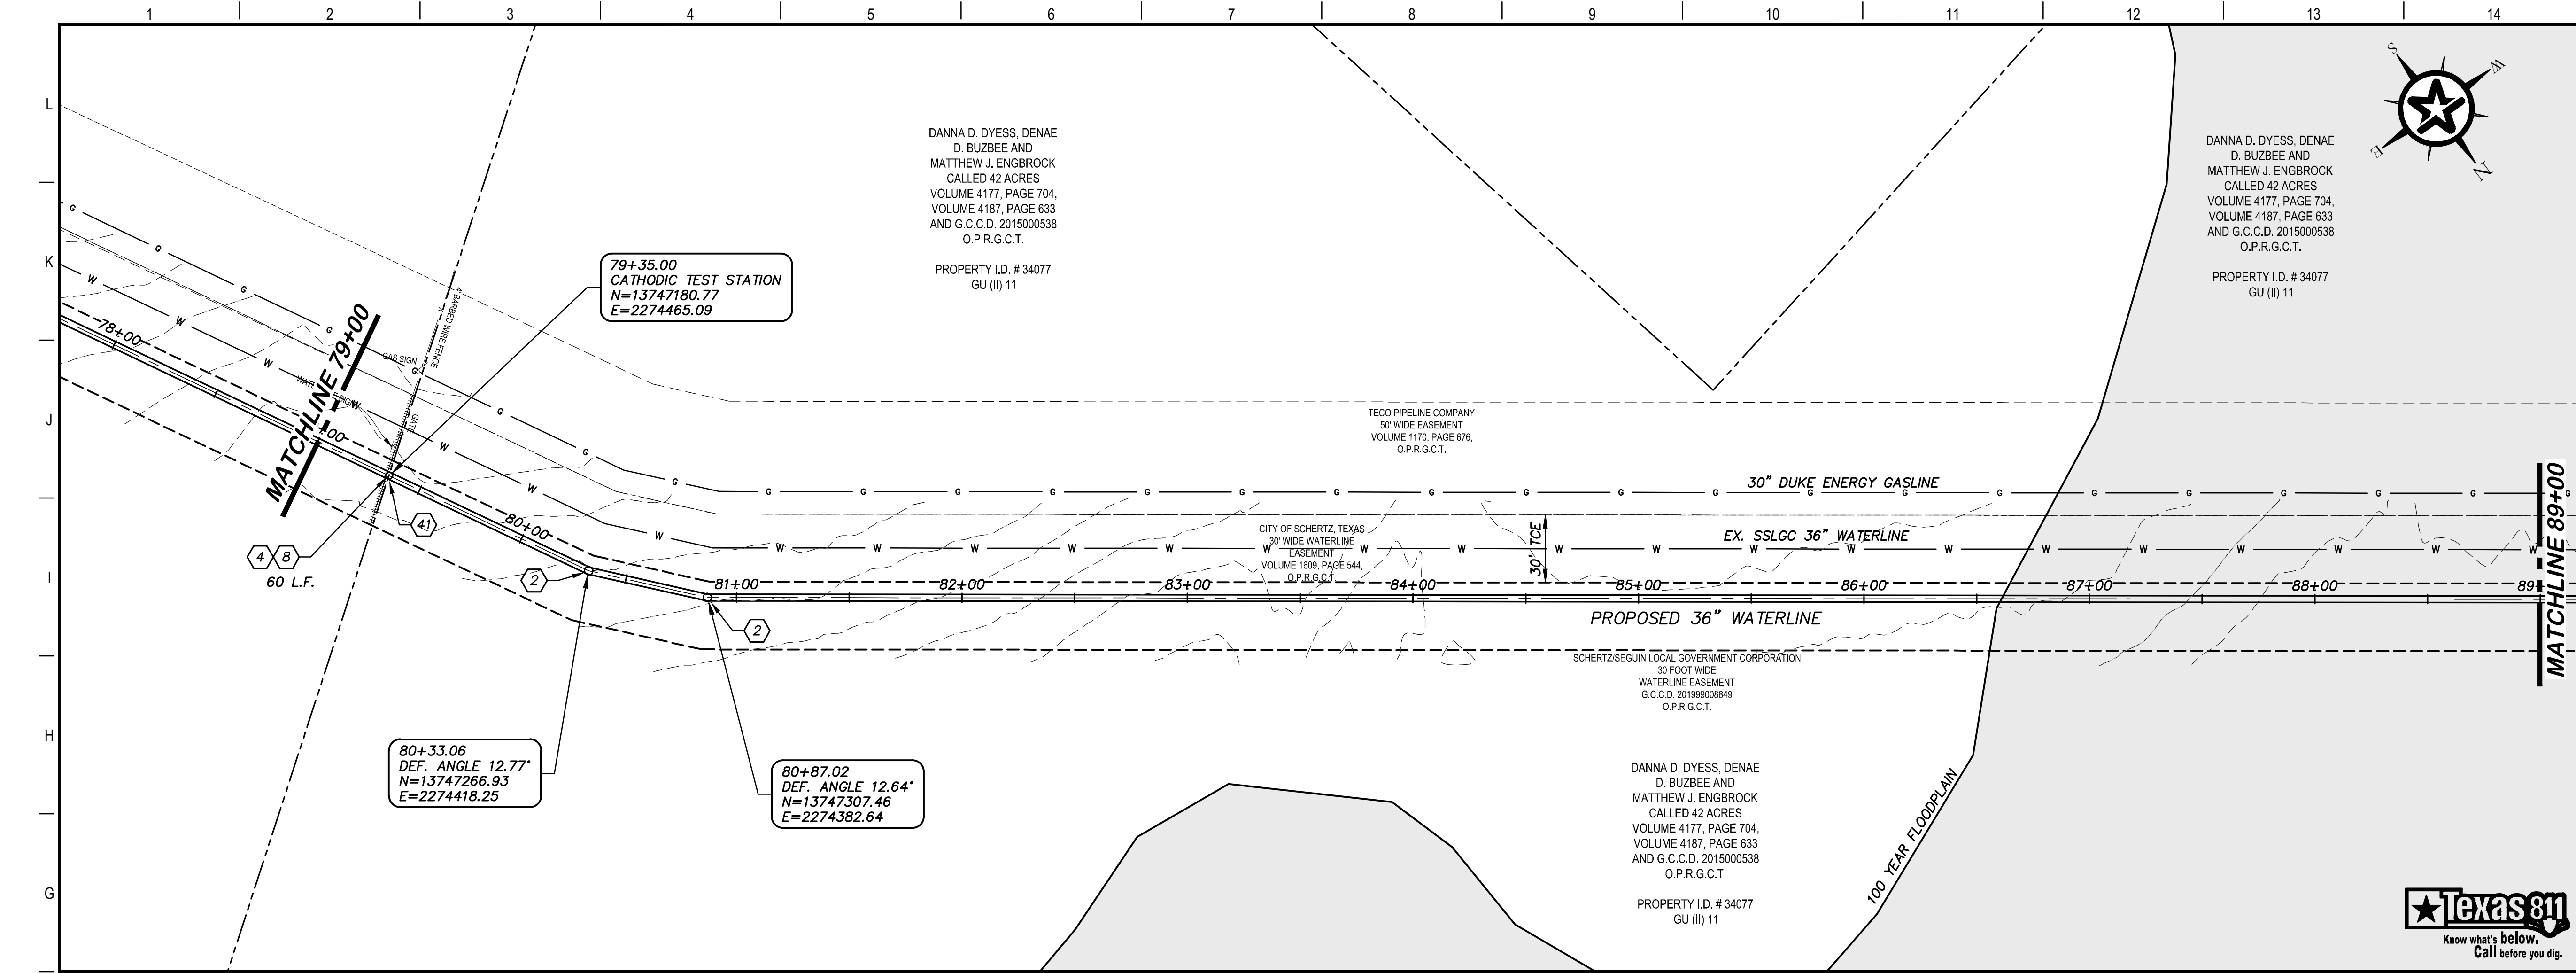 1 2 3 4 5 6 7 8 9 10 11 12 13 14
L
K
J
I
H
G
S
W
E
N
DANNA D. DYESS, DENAE
D. BUZBEE AND
MATTHEW J. ENGBROCK
CALLED 42 ACRES
VOLUME 4177, PAGE 704,
VOLUME 4187, PAGE 633
AND G.C.C.D. 2015000538
O.P.R.G.C.T.
PROPERTY I.D. # 34077
GU (II) 11
DANNA D. DYESS, DENAE
D. BUZBEE AND
MATTHEW J. ENGBROCK
CALLED 42 ACRES
VOLUME 4177, PAGE 704,
VOLUME 4187, PAGE 633
AND G.C.C.D. 2015000538
O.P.R.G.C.T.
PROPERTY I.D. # 34077
GU (II) 11
79+35.00
CATHODIC TEST STATION
N=13747180.77
E=2274465.09
4' BARBED WIRE FENCE
GAS SIGN
GATE
78+00
MATCHLINE 79+00
41
4 8
60 L.F.
80+00
2
2
TECO PIPELINE COMPANY
50' WIDE EASEMENT
VOLUME 1170, PAGE 676,
O.P.R.G.C.T.
30" DUKE ENERGY GASLINE
CITY OF SCHERTZ, TEXAS
30' WIDE WATERLINE
EASEMENT
VOLUME 1609, PAGE 544,
O.P.R.G.C.T.
30' TCE
EX. SSLGC 36" WATERLINE
81+00 82+00 83+00 84+00 85+00 86+00 87+00 88+00 89+
MATCHLINE 89+00
PROPOSED 36" WATERLINE
SCHERTZ/SEGUIN LOCAL GOVERNMENT CORPORATION
30 FOOT WIDE
WATERLINE EASEMENT
G.C.C.D. 201999008849
O.P.R.G.C.T.
80+33.06
DEF. ANGLE 12.77°
N=13747266.93
E=2274418.25
80+87.02
DEF. ANGLE 12.64°
N=13747307.46
E=2274382.64
DANNA D. DYESS, DENAE
D. BUZBEE AND
MATTHEW J. ENGBROCK
CALLED 42 ACRES
VOLUME 4177, PAGE 704,
VOLUME 4187, PAGE 633
AND G.C.C.D. 2015000538
O.P.R.G.C.T.
PROPERTY I.D. # 34077
GU (II) 11
100 YEAR FLOODPLAIN
Texas811
Know what's below.
Call before you dig.